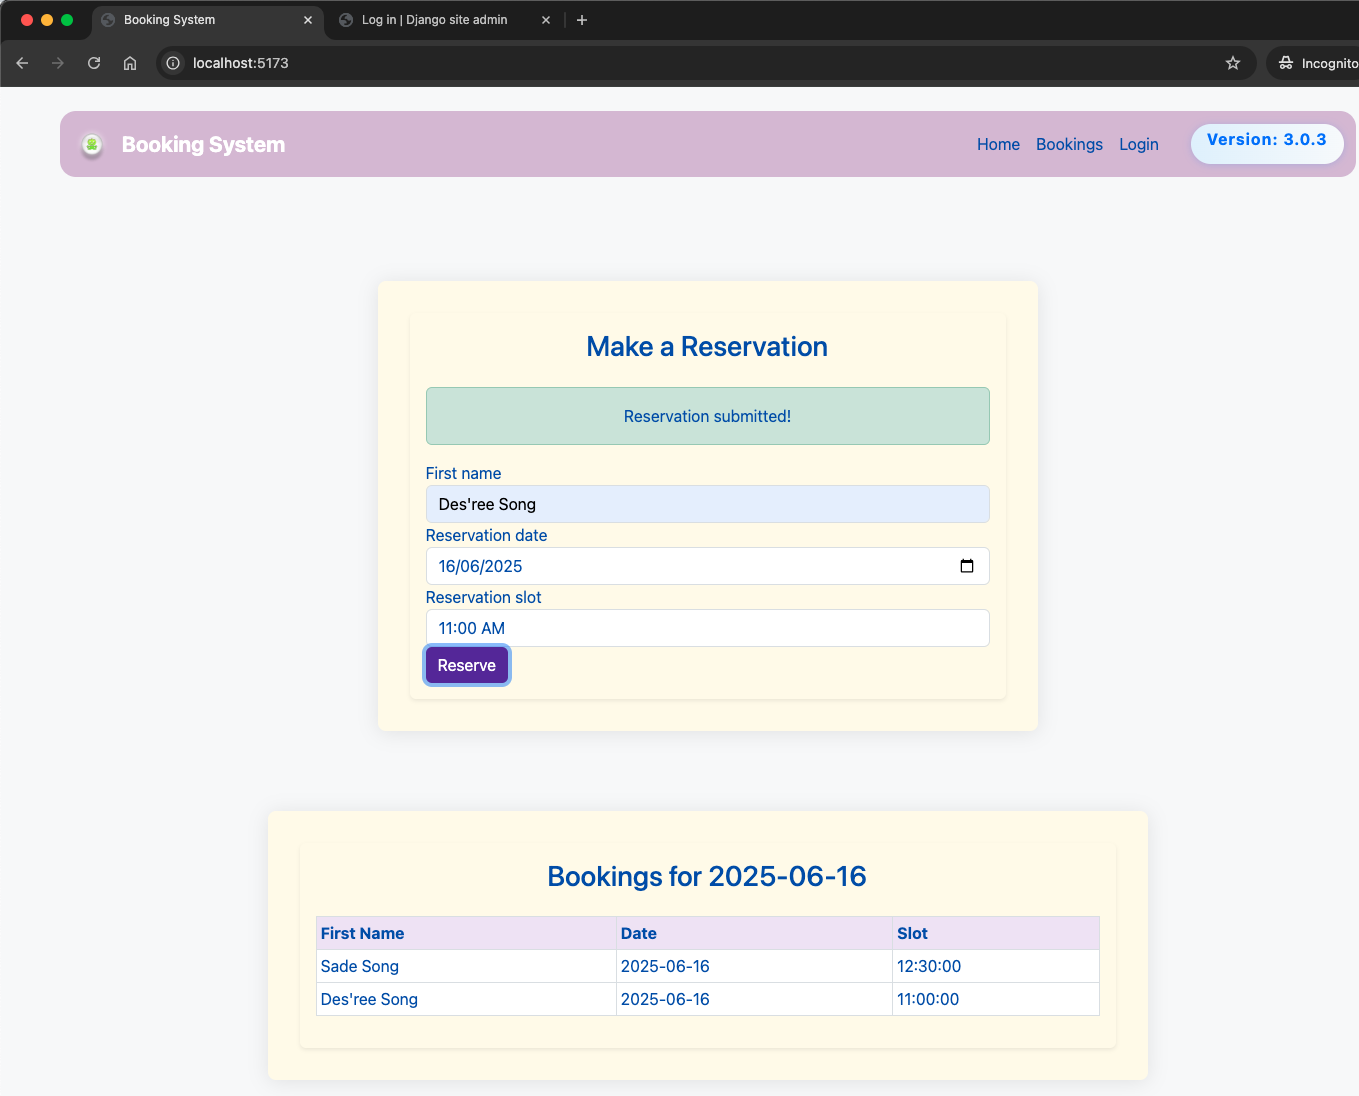 Booking System
Log in | Django site admin
localhost:5173
Incognito
Booking System
Home Bookings Login Version: 3.0.3
Make a Reservation
Reservation submitted!
First name
Des'ree Song
Reservation date
16/06/2025
Reservation slot
11:00 AM
Reserve
Bookings for 2025-06-16
First Name Date Slot
Sade Song 2025-06-16 12:30:00
Des'ree Song 2025-06-16 11:00:00